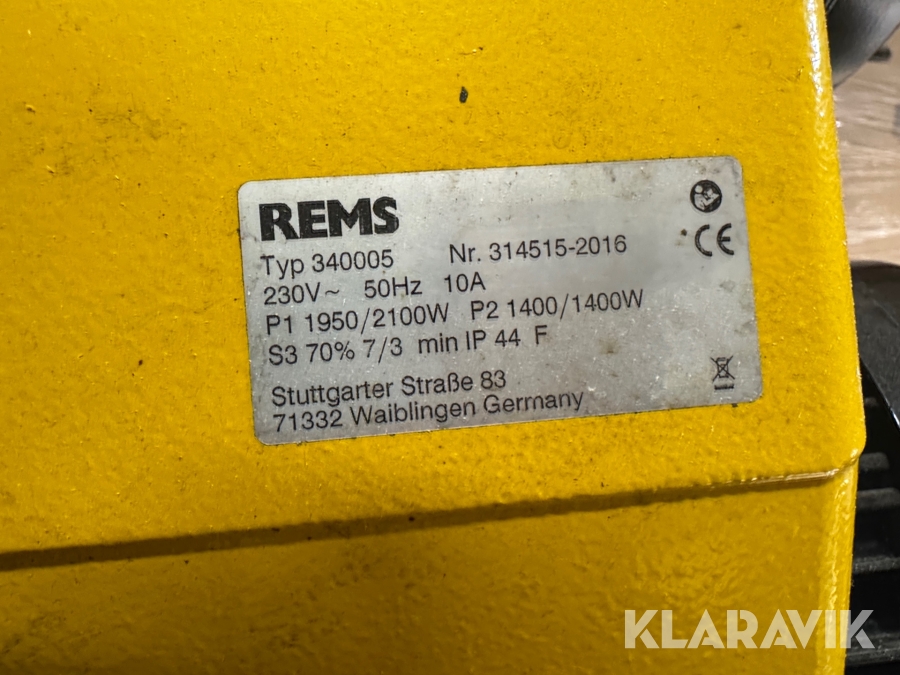 REMS
Typ 340005 Nr. 314515-2016
230V~ 50Hz 10A
P1 1950/2100W P2 1400/1400W
S3 70% 7/3 min IP 44 F
Stuttgarter Straße 83
71332 Waiblingen Germany
CE
KLARAVIK